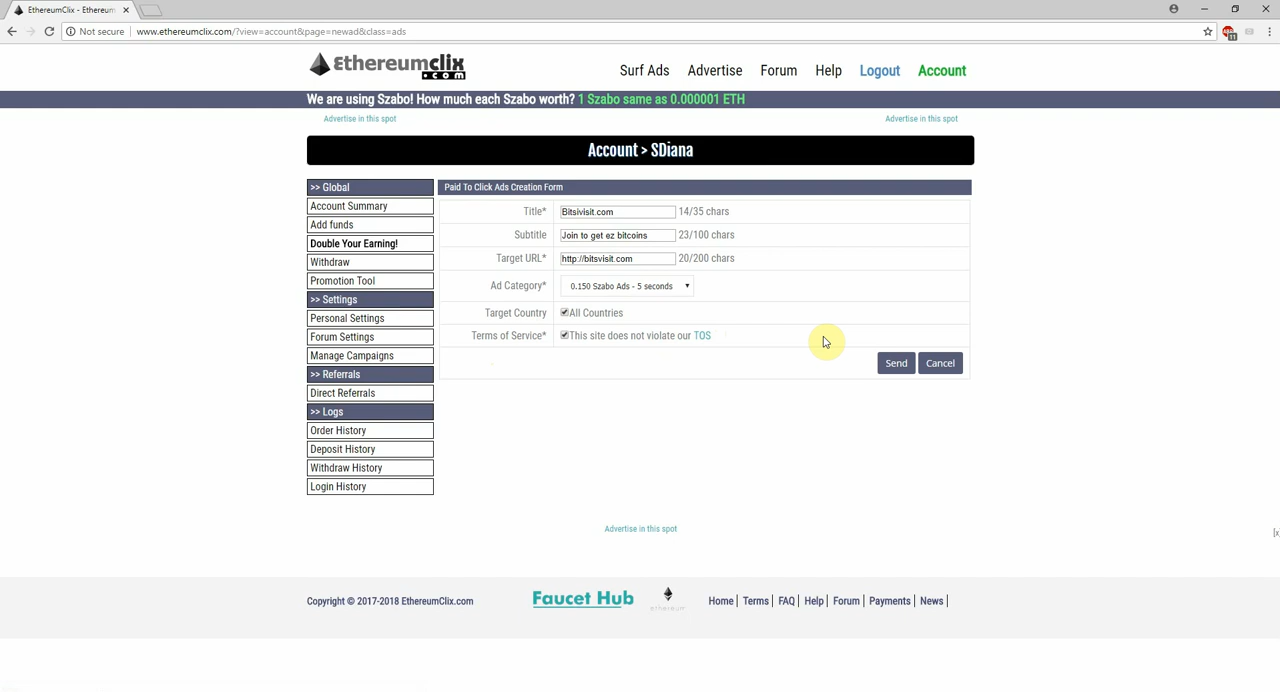 EthereumClix - Ethereum
Not secure www.ethereumclix.com/?view=account&page=newad&class=ads
11
Ethereumclix .com
Surf Ads Advertise Forum Help Logout Account
We are using Szabo! How much each Szabo worth? 1 Szabo same as 0.000001 ETH
Advertise in this spot Advertise in this spot
Account > SDiana
>> Global
Account Summary
Add funds
Double Your Earning!
Withdraw
Promotion Tool
>> Settings
Personal Settings
Forum Settings
Manage Campaigns
>> Referrals
Direct Referrals
>> Logs
Order History
Deposit History
Withdraw History
Login History
Paid To Click Ads Creation Form
Title* Bitsivisit.com 14/35 chars
Subtitle Join to get ez bitcoins 23/100 chars
Target URL* http://bitsvisit.com 20/200 chars
Ad Category* 0.150 Szabo Ads - 5 seconds
Target Country All Countries
Terms of Service* This site does not violate our TOS
Send Cancel
Advertise in this spot
[x
Copyright © 2017-2018 EthereumClix.com
Faucet Hub
ethereum
Home | Terms | FAQ | Help | Forum | Payments | News |